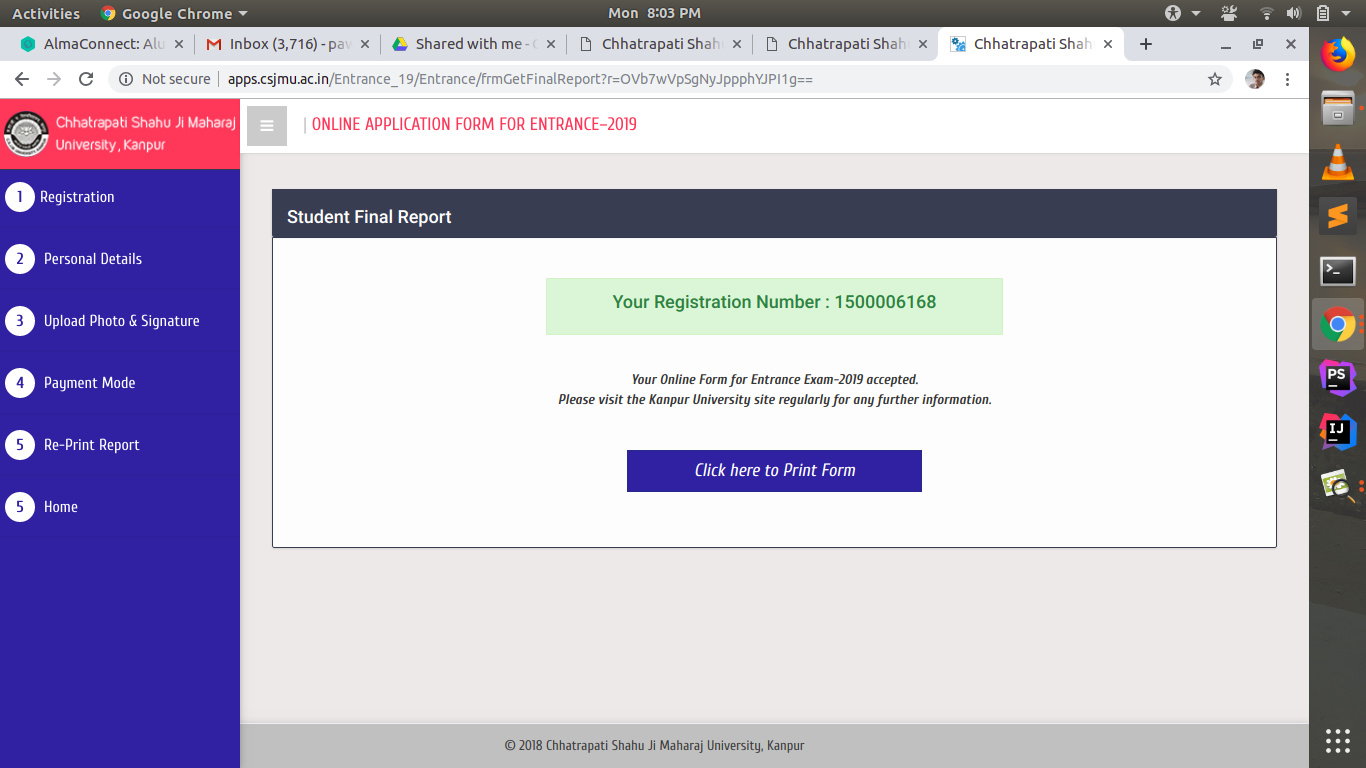 Activities
Google Chrome
Mon 8:03 PM
AlmaConnect: Alu
Inbox (3,716) - pav
Shared with me - G
Chhatrapati Shah
Chhatrapati Shah
Chhatrapati Shah
Not secure
apps.csjmu.ac.in/Entrance_19/Entrance/frmGetFinalReport?r=OVb7wVpSgNyJppphYJPI1g==
Chhatrapati Shahu Ji Maharaj
University, Kanpur
| ONLINE APPLICATION FORM FOR ENTRANCE-2019
1 Registration
2 Personal Details
3 Upload Photo & Signature
4 Payment Mode
5 Re-Print Report
5 Home
Student Final Report
Your Registration Number : 1500006168
Your Online Form for Entrance Exam-2019 accepted.
Please visit the Kanpur University site regularly for any further information.
Click here to Print Form
© 2018 Chhatrapati Shahu Ji Maharaj University, Kanpur
PS
IJ